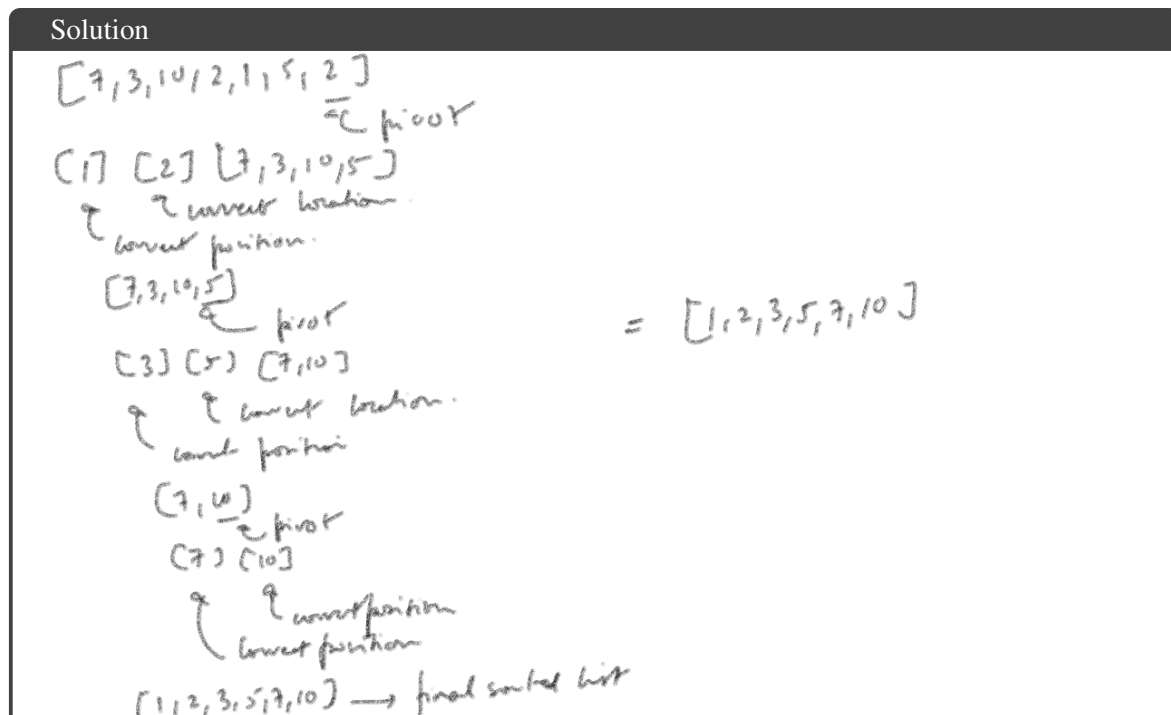 Solution
[7,3,10,2,1,5,2]
pivot
[1] [2] [7,3,10,5]
correct location.
correct position.
[7,3,10,5]
pivot
= [1,2,3,5,7,10]
[3] [5] [7,10]
correct location.
correct position
[7,10]
pivot
[7] [10]
correct position
correct position
[1,2,3,5,7,10] → final sorted list